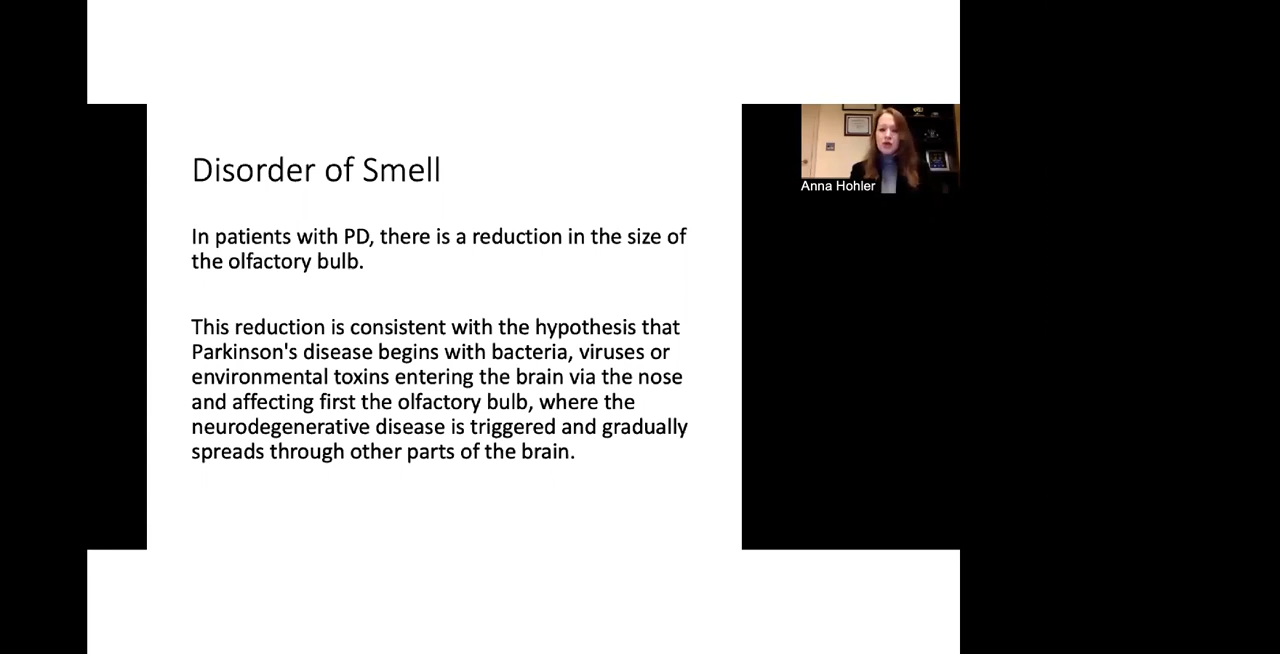 Disorder of Smell
In patients with PD, there is a reduction in the size of
the olfactory bulb.
This reduction is consistent with the hypothesis that
Parkinson's disease begins with bacteria, viruses or
environmental toxins entering the brain via the nose
and affecting first the olfactory bulb, where the
neurodegenerative disease is triggered and gradually
spreads through other parts of the brain.
Anna Hohler